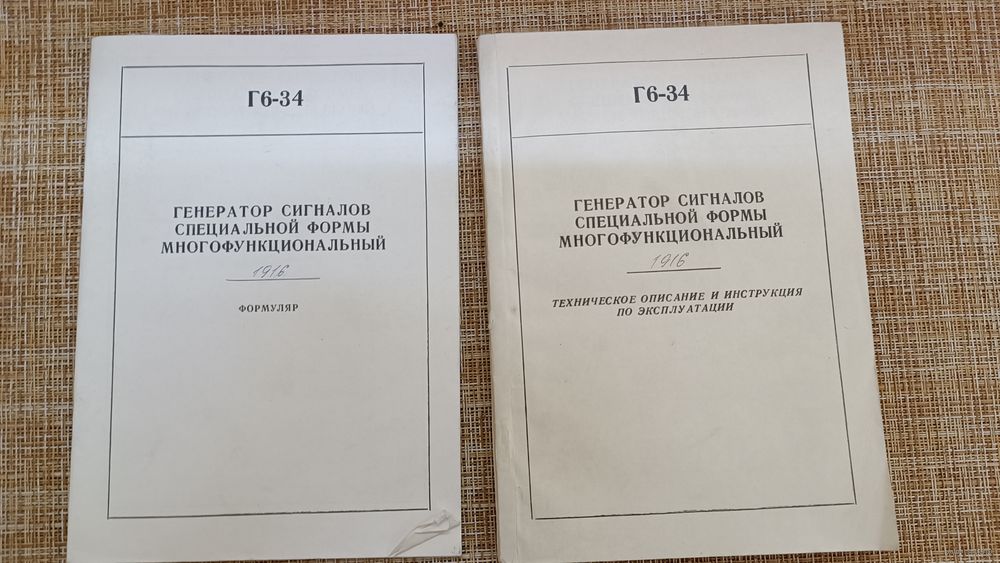 Г6-34
ГЕНЕРАТОР СИГНАЛОВ
СПЕЦИАЛЬНОЙ ФОРМЫ
МНОГОФУНКЦИОНАЛЬНЫЙ
1916
ФОРМУЛЯР
Г6-34
ГЕНЕРАТОР СИГНАЛОВ
СПЕЦИАЛЬНОЙ ФОРМЫ
МНОГОФУНКЦИОНАЛЬНЫЙ
1916
ТЕХНИЧЕСКОЕ ОПИСАНИЕ И ИНСТРУКЦИЯ
ПО ЭКСПЛУАТАЦИИ